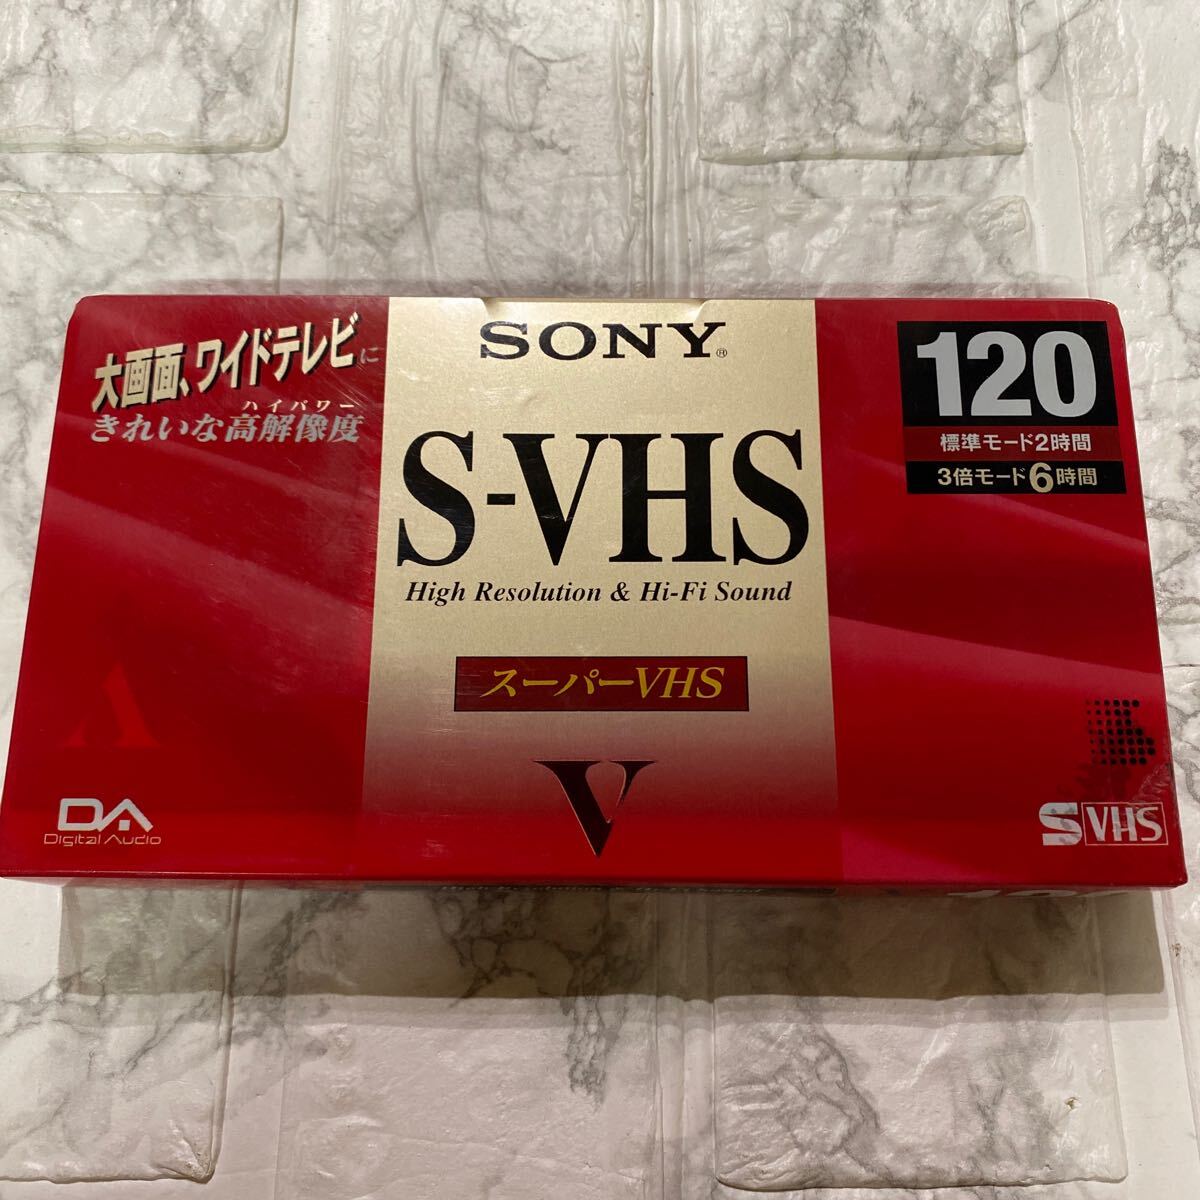 大画面、ワイドテレビに
ハイパワー
きれいな高解像度
SONY®
S-VHS
High Resolution & Hi-Fi Sound
スーパーVHS
V
120
標準モード2時間
3倍モード6時間
DA
Digital Audio
S VHS